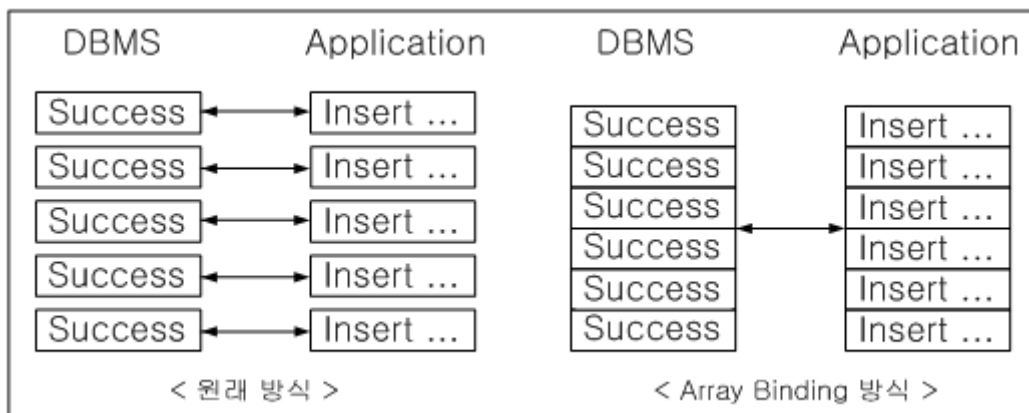 DBMS Application DBMS Application
Success Insert ...
Success Insert ...
Success Insert ...
Success Insert ...
Success Insert ...
< 원래 방식 >
Success Insert ...
Success Insert ...
Success Insert ...
Success Insert ...
Success Insert ...
Success Insert ...
< Array Binding 방식 >